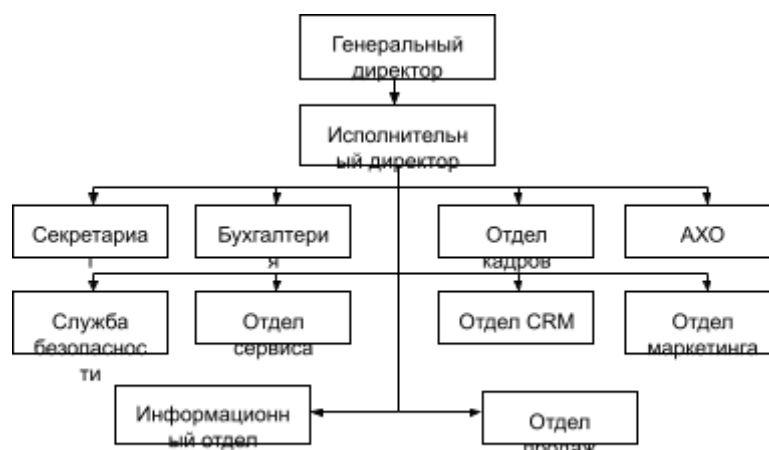 Генеральный
директор
Исполнительн
ый директор
Секретариа
т
Бухгалтери
я
Отдел
кадров
АХО
Служба
безопаснос
ти
Отдел
сервиса
Отдел CRM
Отдел
маркетинга
Информационн
ый отдел
Отдел
продаж